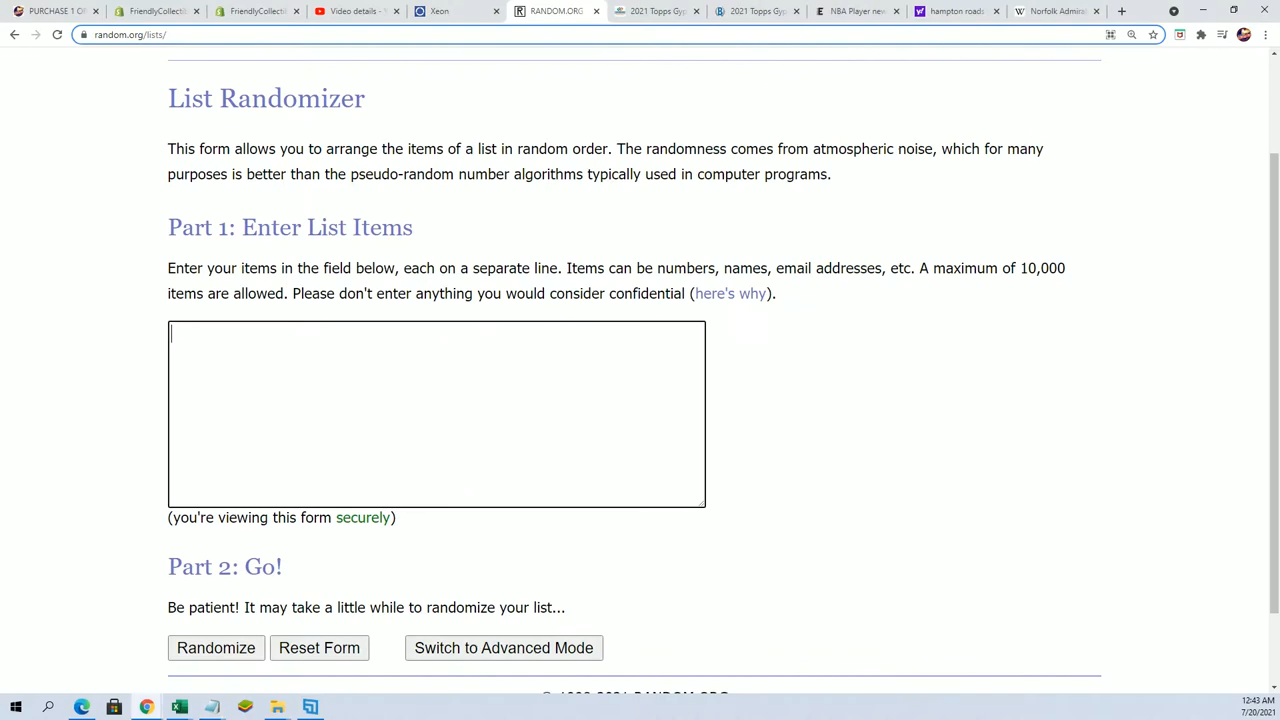 PURCHASE 1 O
FriendlyCollect
FriendlyCollect
Video details - Y
Xeon
RANDOM.ORG
2021 Topps Gyp
2021 Topps Gyp
NBA Player new
hampton roads
Norfolk Admira
random.org/lists/
List Randomizer
This form allows you to arrange the items of a list in random order. The randomness comes from atmospheric noise, which for many
purposes is better than the pseudo-random number algorithms typically used in computer programs.
Part 1: Enter List Items
Enter your items in the field below, each on a separate line. Items can be numbers, names, email addresses, etc. A maximum of 10,000
items are allowed. Please don't enter anything you would consider confidential (here's why).
(you're viewing this form securely)
Part 2: Go!
Be patient! It may take a little while to randomize your list...
Randomize
Reset Form
Switch to Advanced Mode
12:43 AM
7/20/2021